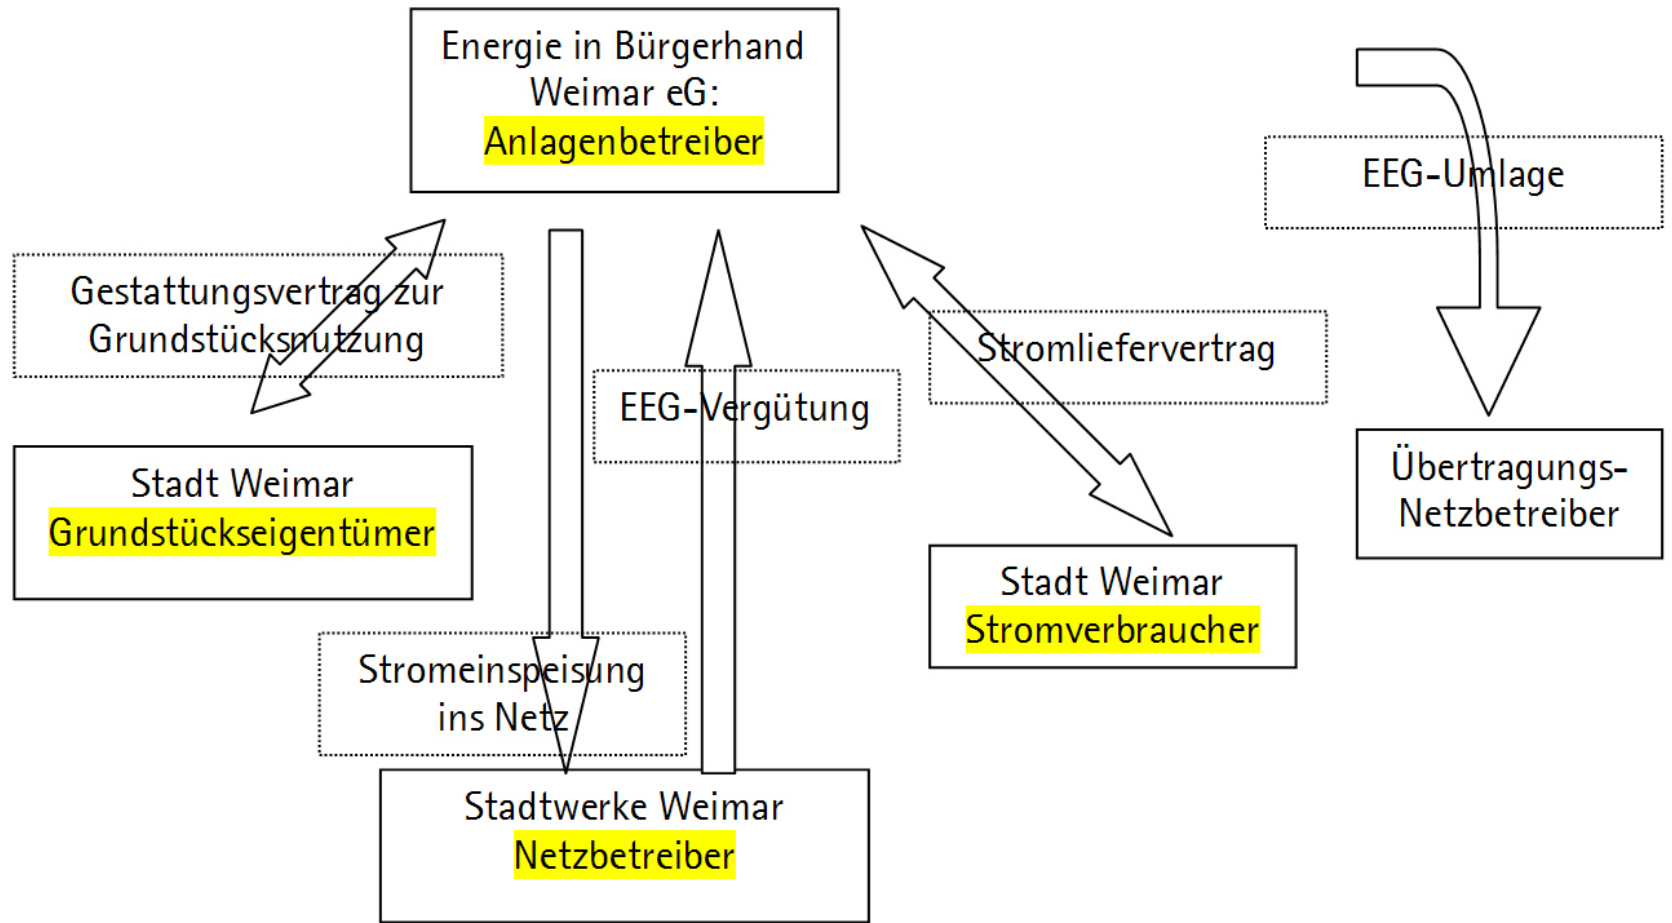 Energie in Bürgerhand
Weimar eG:
Anlagenbetreiber
EEG-Umlage
Gestattungsvertrag zur
Grundstücksnutzung
Stromliefervertrag
EEG-Vergütung
Stadt Weimar
Grundstückseigentümer
Übertragungs-
Netzbetreiber
Stadt Weimar
Stromverbraucher
Stromeinspeisung
ins Netz
Stadtwerke Weimar
Netzbetreiber